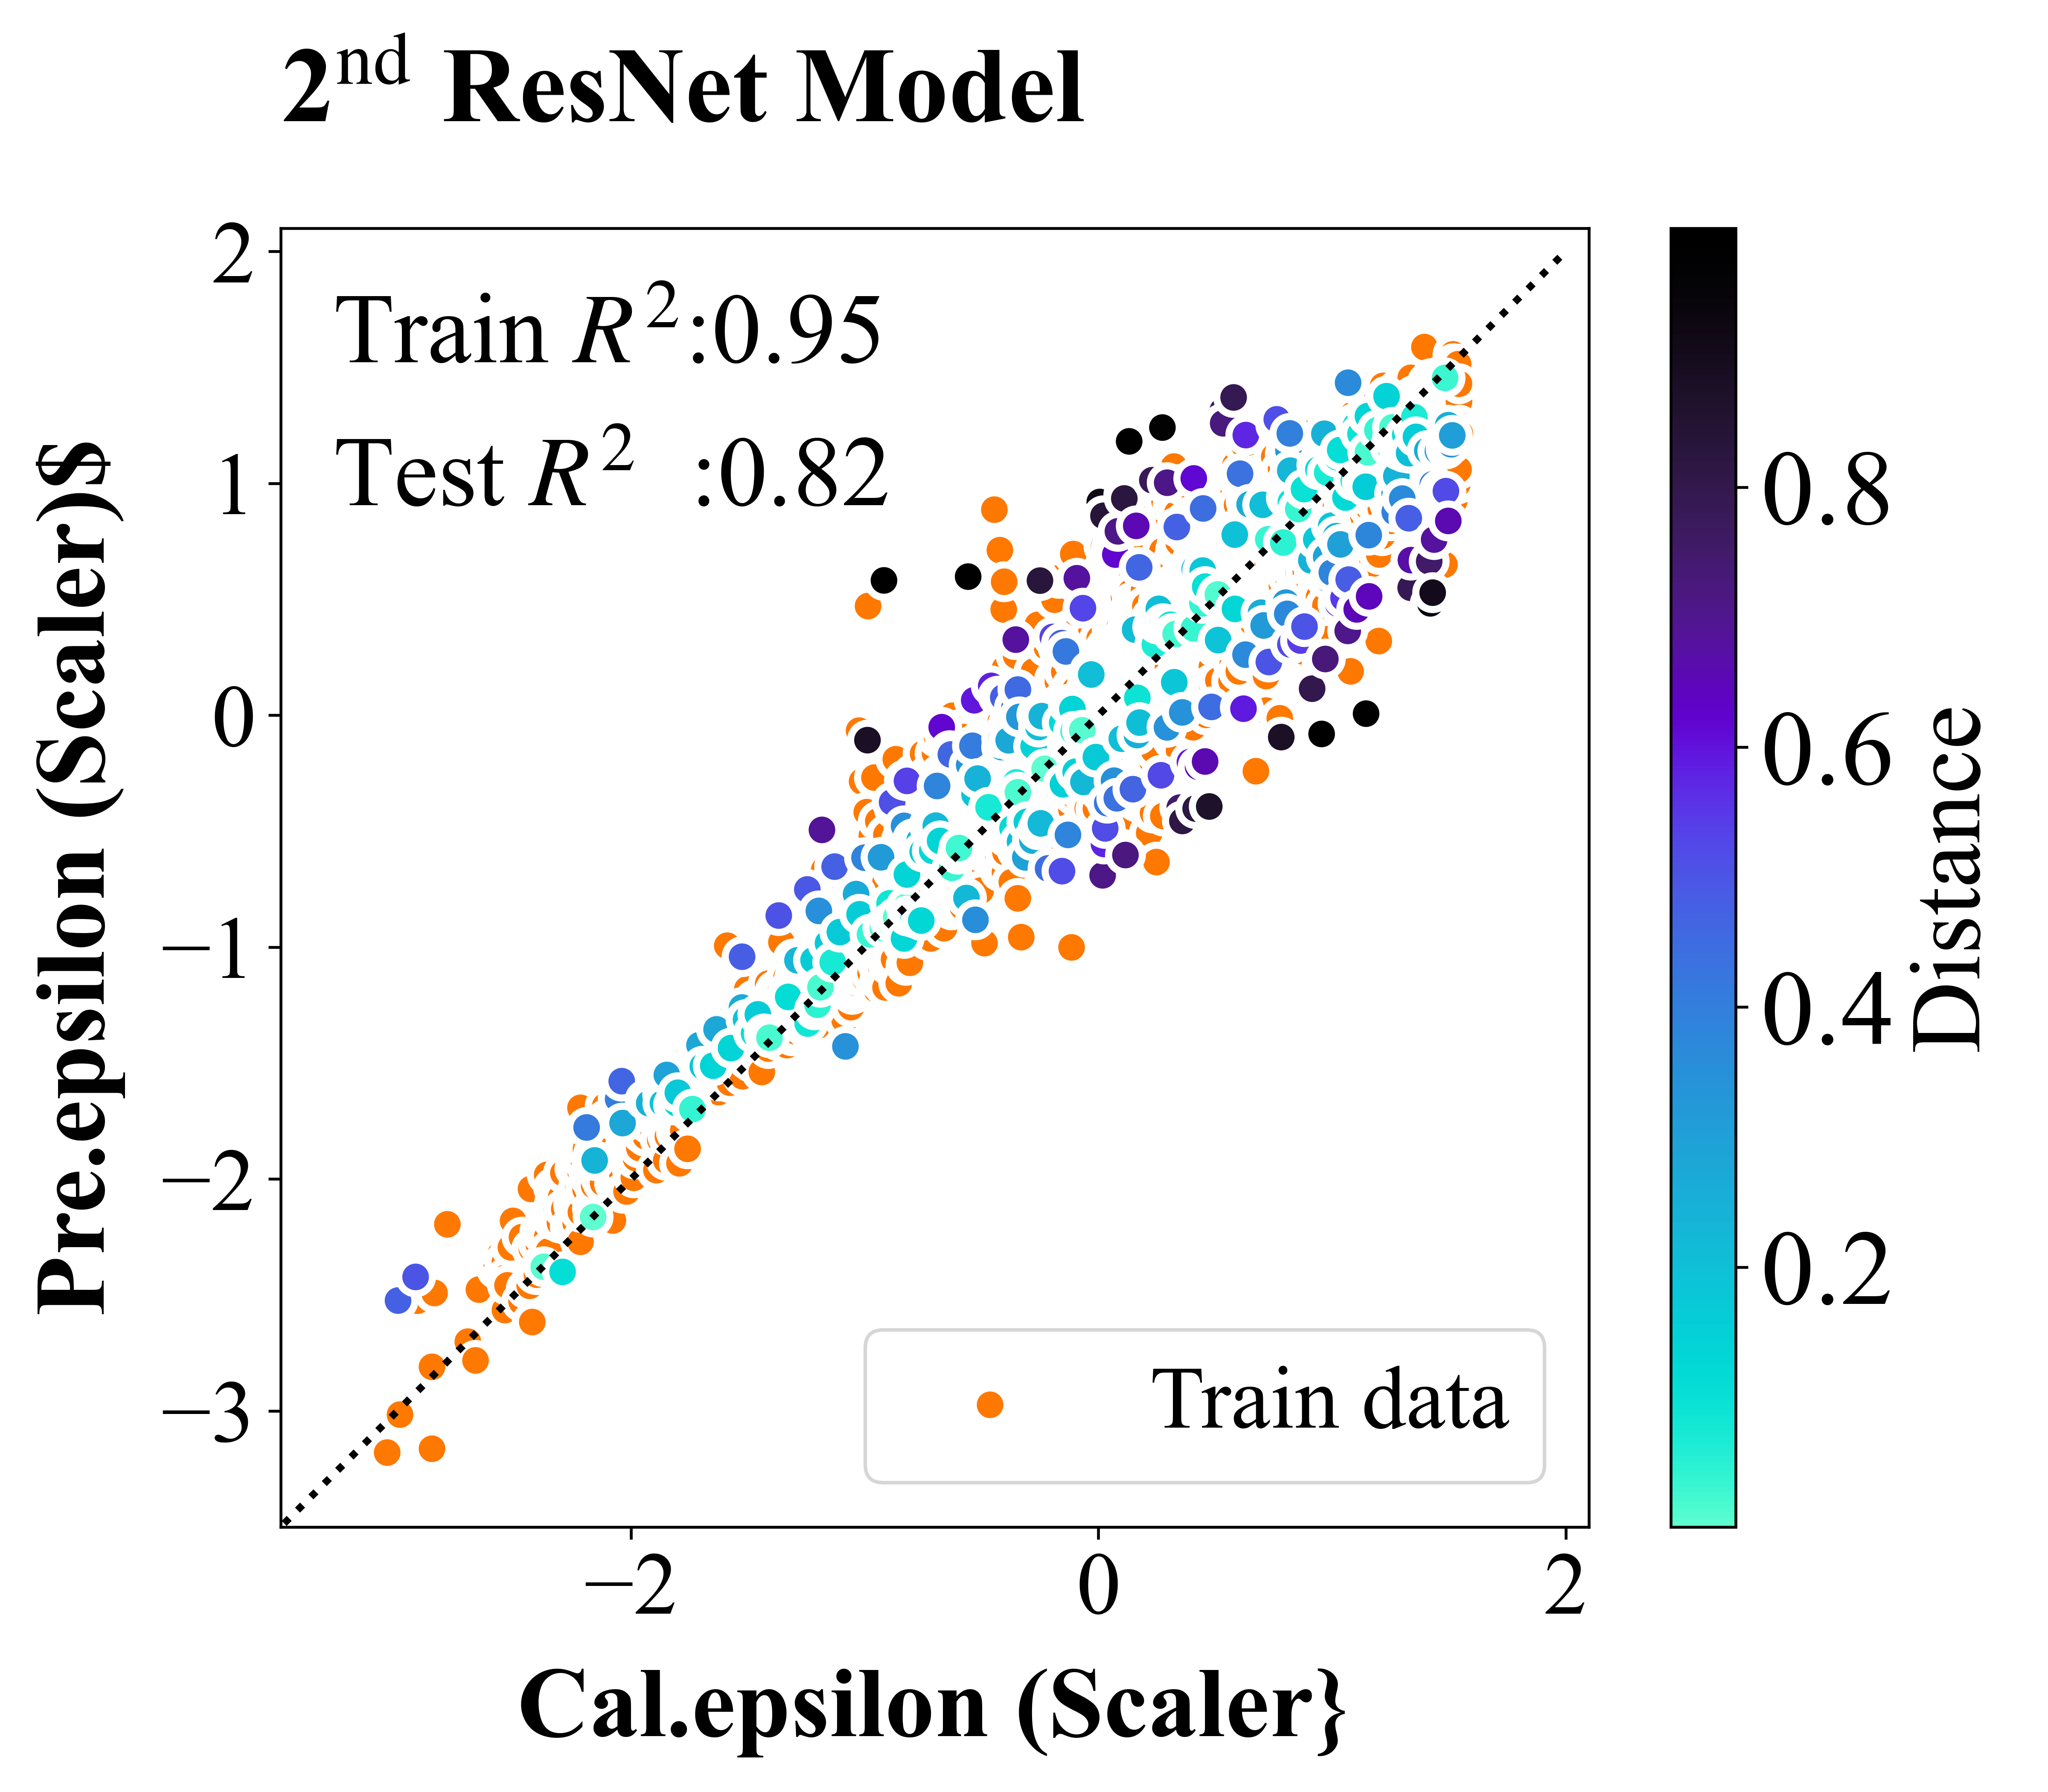 2nd ResNet Model
Train R2:0.95
Test R2 :0.82
2
1
0
−1
−2
−3
Pre.epsilon (Scaler)$
−2
0
2
Cal.epsilon (Scaler}
Train data
0.8
0.6
0.4
0.2
Distance